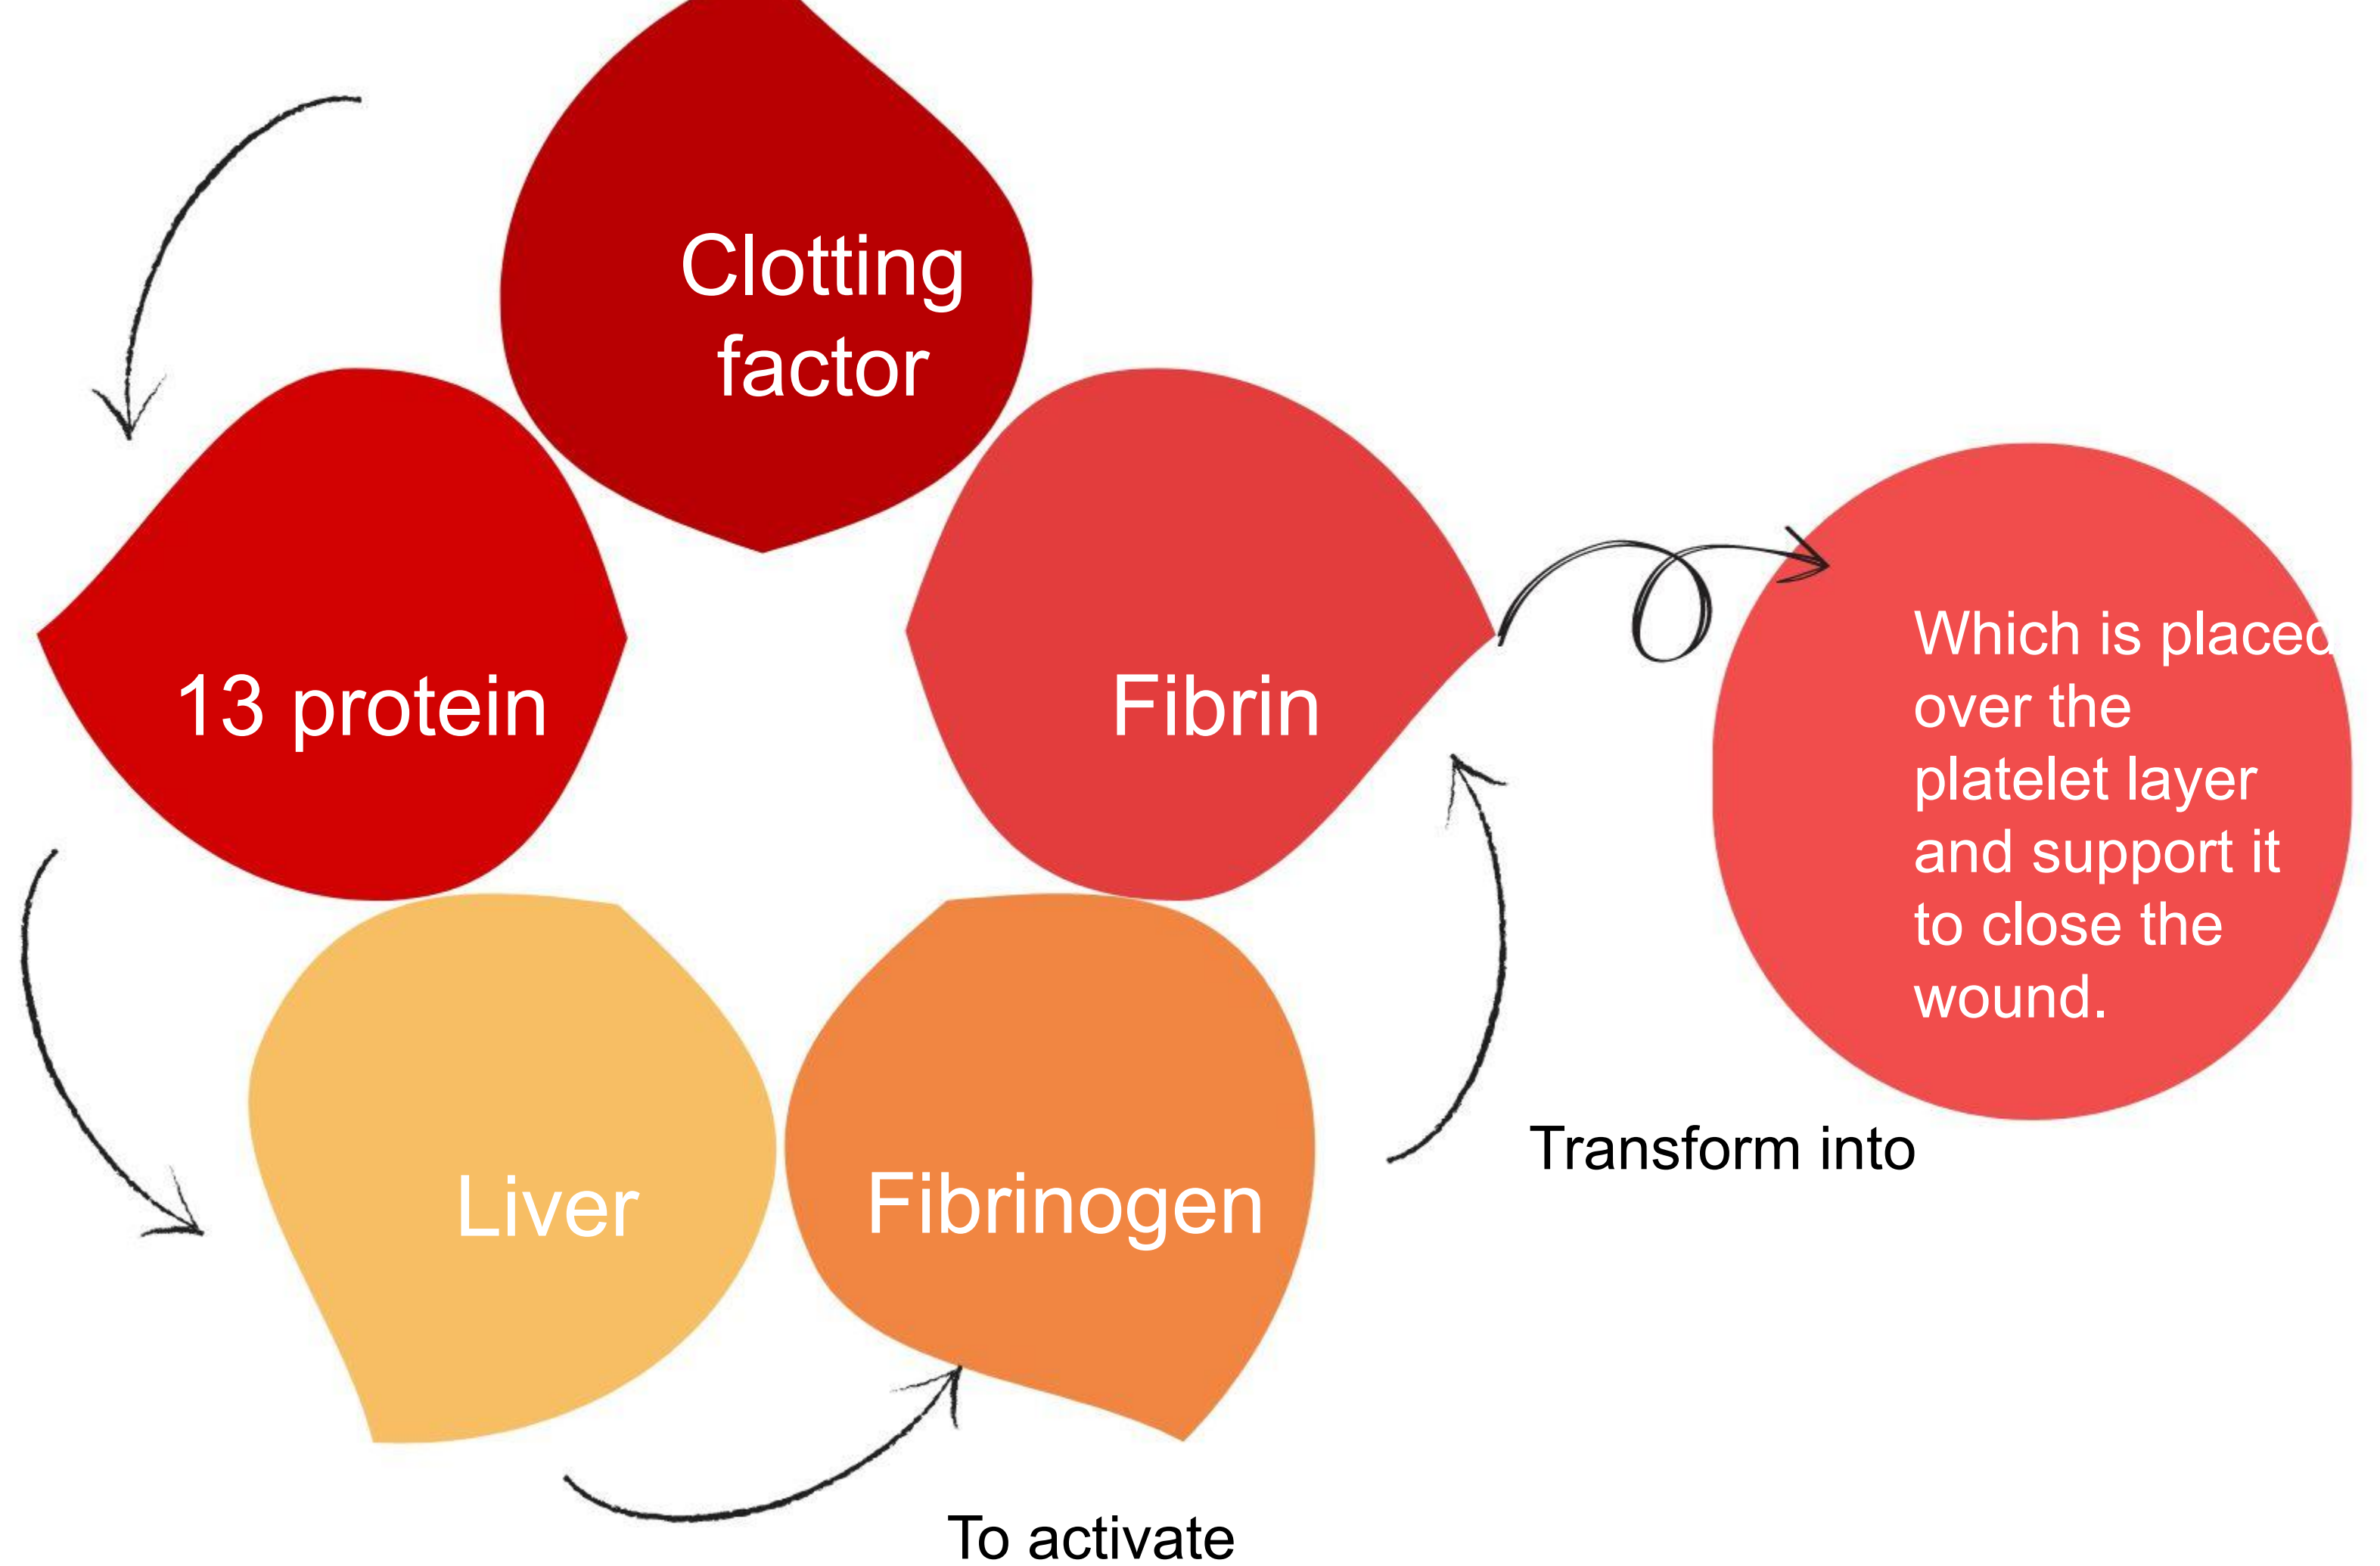 Clotting
factor
13 protein
Liver
To activate
Fibrinogen
Transform into
Fibrin
Which is placed
over the
platelet layer
and support it
to close the
wound.